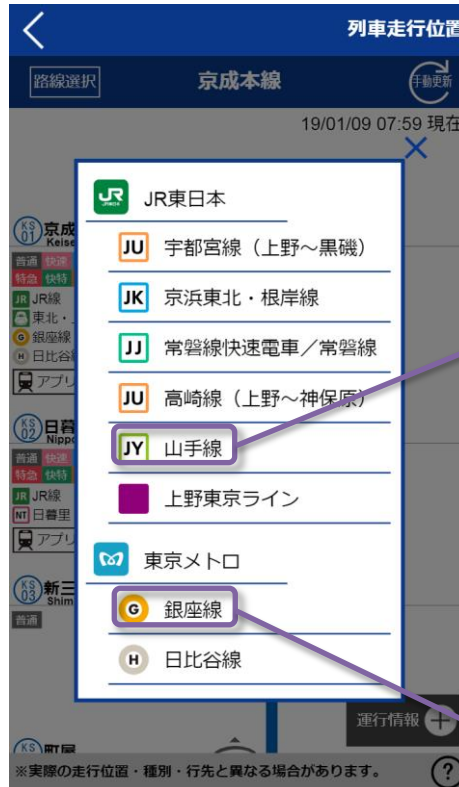 列車走行位置
路線選択
京成本線
手動更新
19/01/09 07:59 現在
JR JR東日本
JU 宇都宮線（上野～黒磯）
JK 京浜東北・根岸線
JJ 常磐線快速電車／常磐線
JU 高崎線（上野～神保原）
JY 山手線
上野東京ライン
東京メトロ
G 銀座線
H 日比谷線
KS 01 京成
Keise
普通 快速
特急 快特
JR JR線
東北・
G 銀座線
H 日比谷
アプリ
KS 02 日暮
Nippo
普通 快速
特急 快特
JR JR線
NT 日暮里
アプリ
KS 03 新三
Shim
普通
KS 町屋
運行情報 +
※実際の走行位置・種別・行先と異なる場合があります。
?